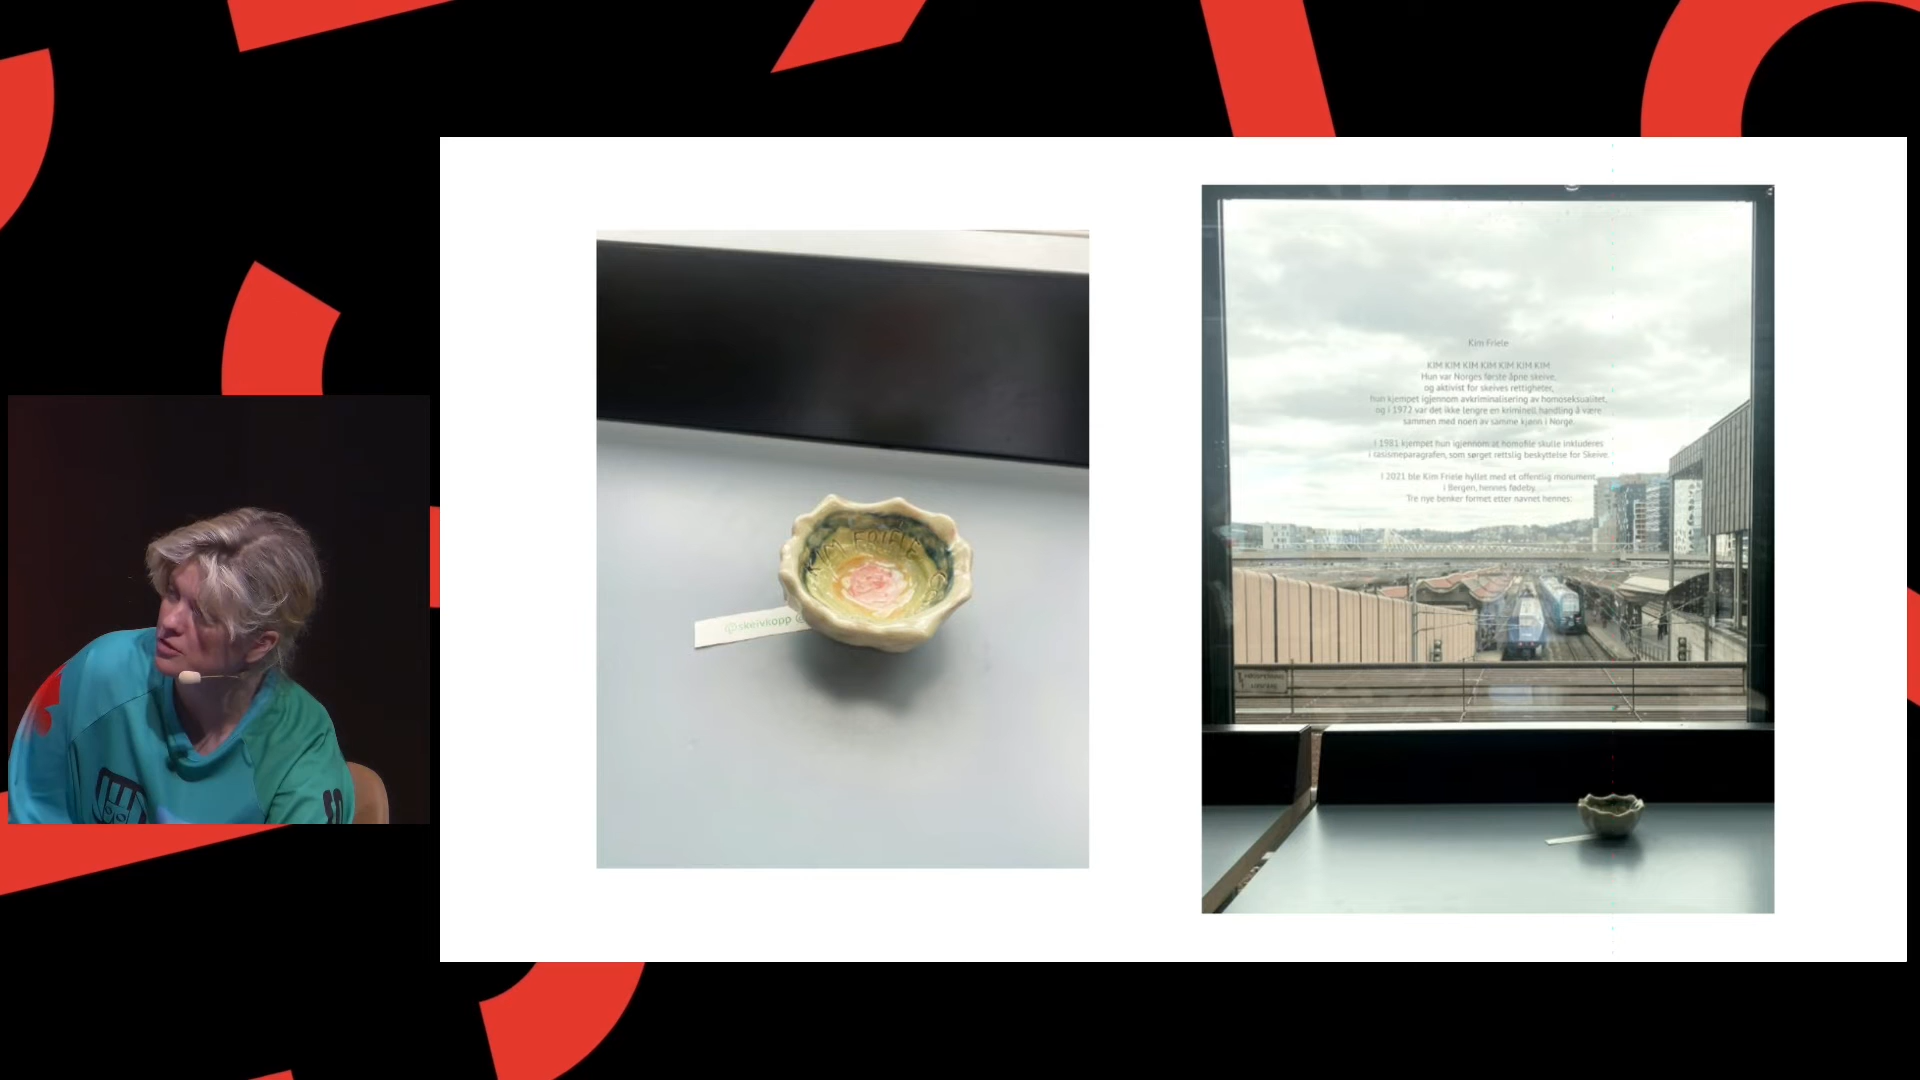 KIM FRIELE
@skeivkopp @
Kim Friele
KIM KIM KIM KIM KIM KIM KIM
Hun var Norges første åpne skeive,
og aktivist for skeives rettigheter,
hun kjempet igjennom avkriminalisering av homoseksualitet,
og i 1972 var det ikke lengre en kriminell handling å være
sammen med noen av samme kjønn i Norge.
I 1981 kjempet hun igjennom at homofile skulle inkluderes
i rasismeparagrafen, som sørget rettslig beskyttelse for Skeive.
I 2021 ble Kim Friele hyllet med et offentlig monument
i Bergen, hennes fødeby.
Tre nye benker formet etter navnet hennes: